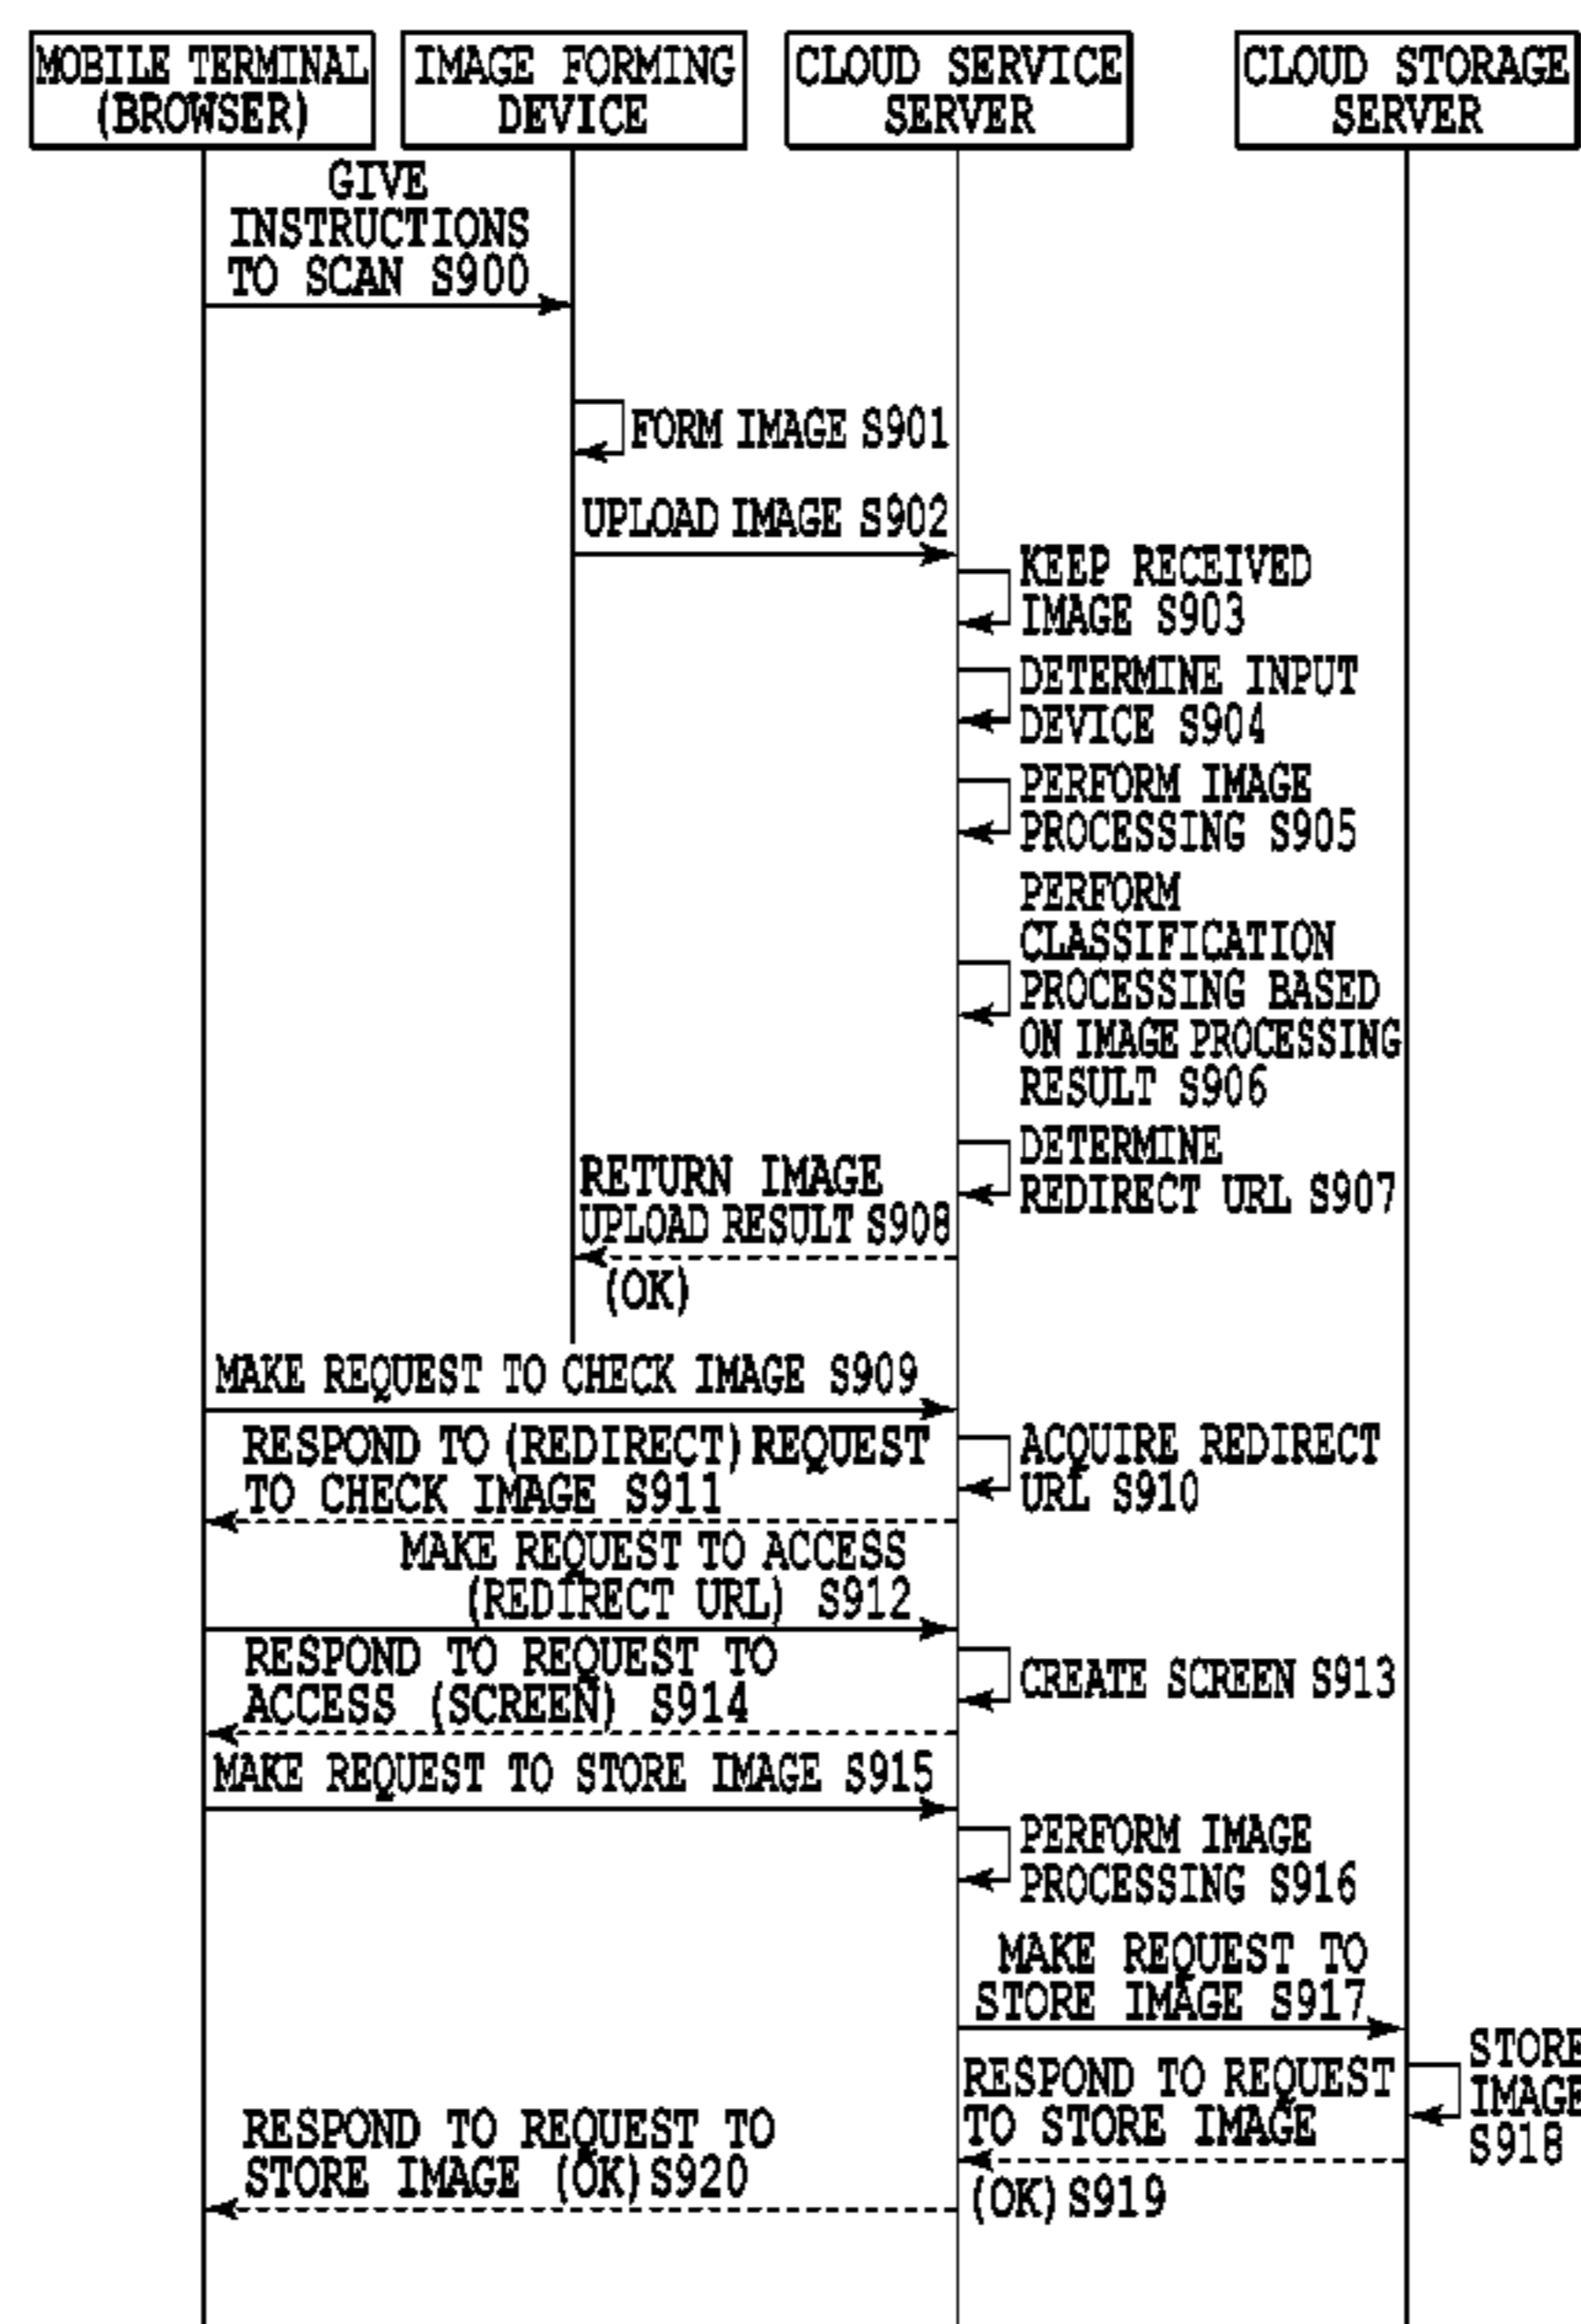 MOBILE TERMINAL
(BROWSER)
IMAGE FORMING
DEVICE
CLOUD SERVICE
SERVER
CLOUD STORAGE
SERVER
GIVE
INSTRUCTIONS
TO SCAN S900
FORM IMAGE S901
UPLOAD IMAGE S902
KEEP RECEIVED
IMAGE S903
DETERMINE INPUT
DEVICE S904
PERFORM IMAGE
PROCESSING S905
PERFORM
CLASSIFICATION
PROCESSING BASED
ON IMAGE PROCESSING
RESULT S906
DETERMINE
REDIRECT URL S907
RETURN IMAGE
UPLOAD RESULT S908
(OK)
MAKE REQUEST TO CHECK IMAGE S909
ACQUIRE REDIRECT
URL S910
RESPOND TO (REDIRECT) REQUEST
TO CHECK IMAGE S911
MAKE REQUEST TO ACCESS
(REDIRECT URL) S912
CREATE SCREEN S913
RESPOND TO REQUEST TO
ACCESS (SCREEN) S914
MAKE REQUEST TO STORE IMAGE S915
PERFORM IMAGE
PROCESSING S916
MAKE REQUEST TO
STORE IMAGE S917
STORE
IMAGE
S918
RESPOND TO REQUEST
TO STORE IMAGE
(OK) S919
RESPOND TO REQUEST TO
STORE IMAGE (OK) S920